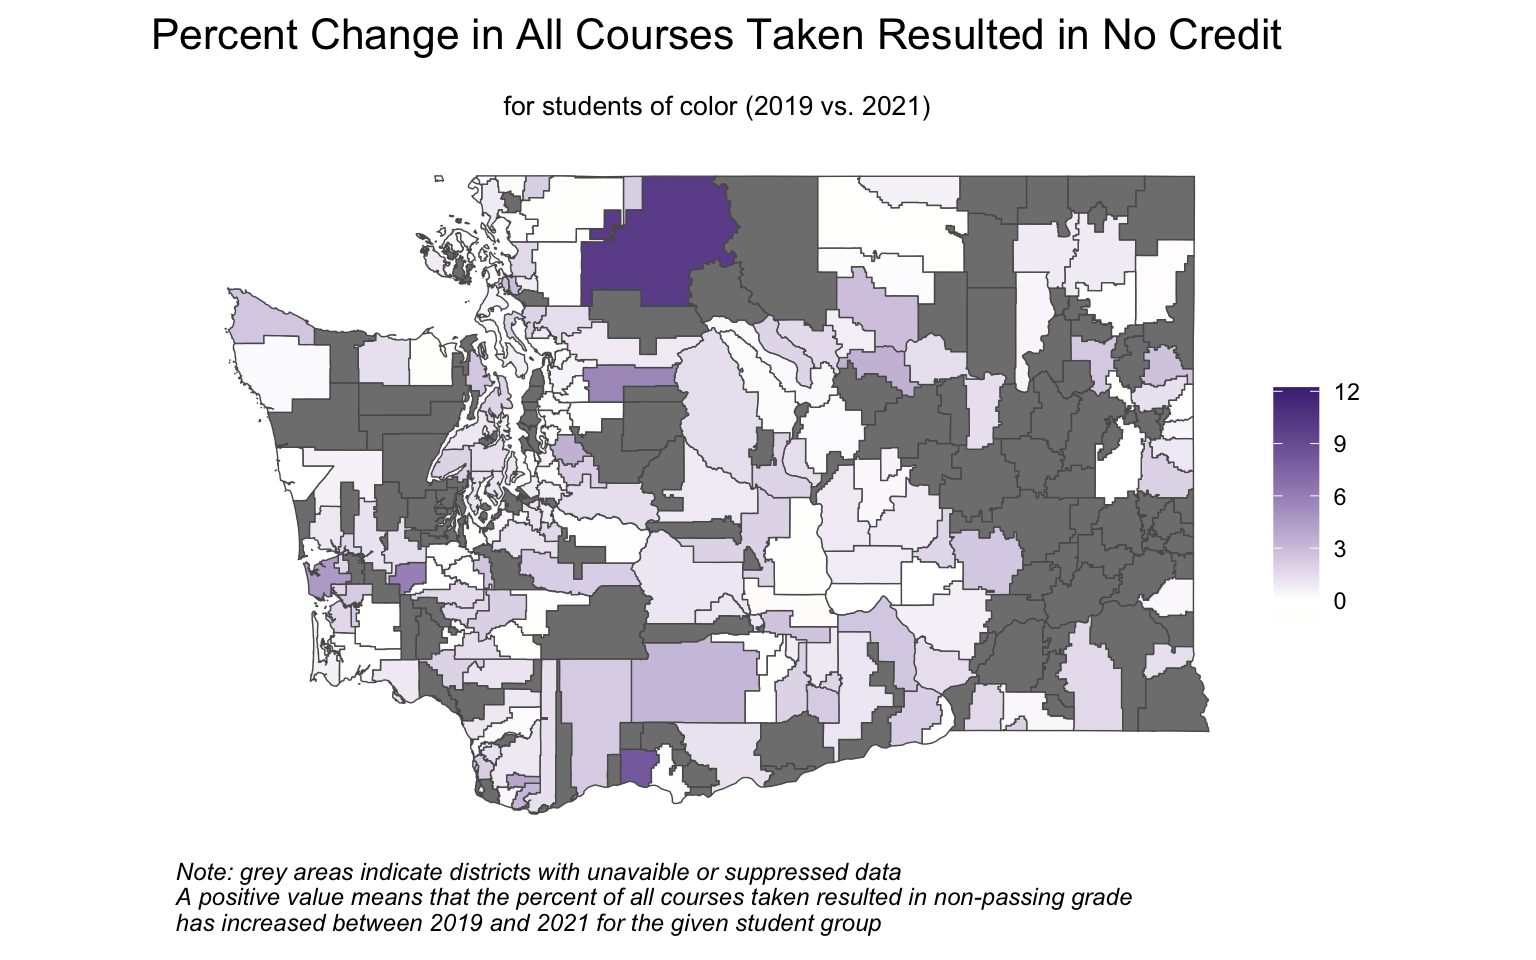 Percent Change in All Courses Taken Resulted in No Credit
for students of color (2019 vs. 2021)
12
9
6
3
0
Note: grey areas indicate districts with unavaible or suppressed data
A positive value means that the percent of all courses taken resulted in non-passing grade
has increased between 2019 and 2021 for the given student group